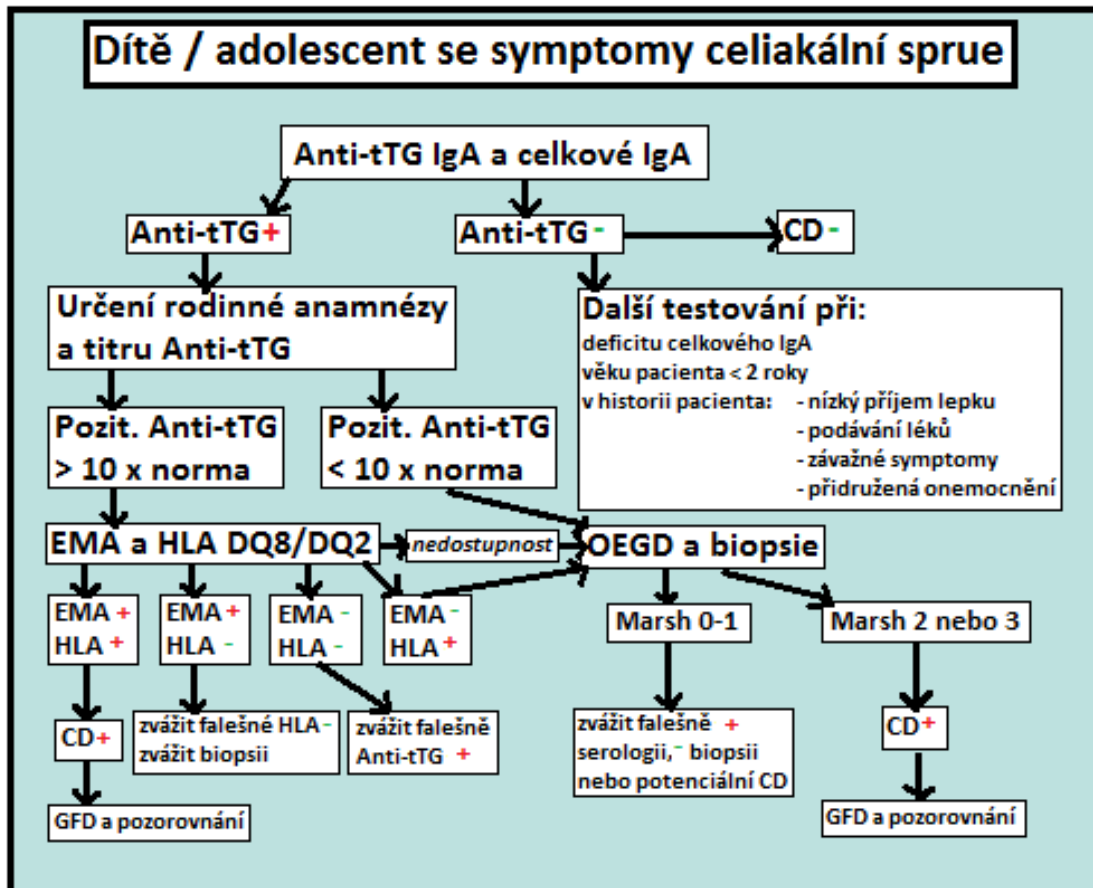 Dítě / adolescent se symptomy celiakální sprue
Anti-tTG IgA a celkové IgA
Anti-tTG +
Anti-tTG -
CD -
Určení rodinné anamnézy
a titru Anti-tTG
Další testování při:
deficitu celkového IgA
věku pacienta < 2 roky
v historii pacienta: - nízký příjem lepku
- podávání léků
- závažné symptomy
- přidružená onemocnění
Pozit. Anti-tTG
> 10 x norma
Pozit. Anti-tTG
< 10 x norma
EMA a HLA DQ8/DQ2
nedostupnost
OEGD a biopsie
EMA +
HLA +
EMA +
HLA -
EMA -
HLA -
EMA -
HLA +
Marsh 0-1
Marsh 2 nebo 3
CD+
zvážit falešné HLA -
zvážit biopsii
zvážit falešně
Anti-tTG +
zvážit falešně +
serologii, - biopsii
nebo potenciální CD
CD+
GFD a pozorovnání
GFD a pozorovnání